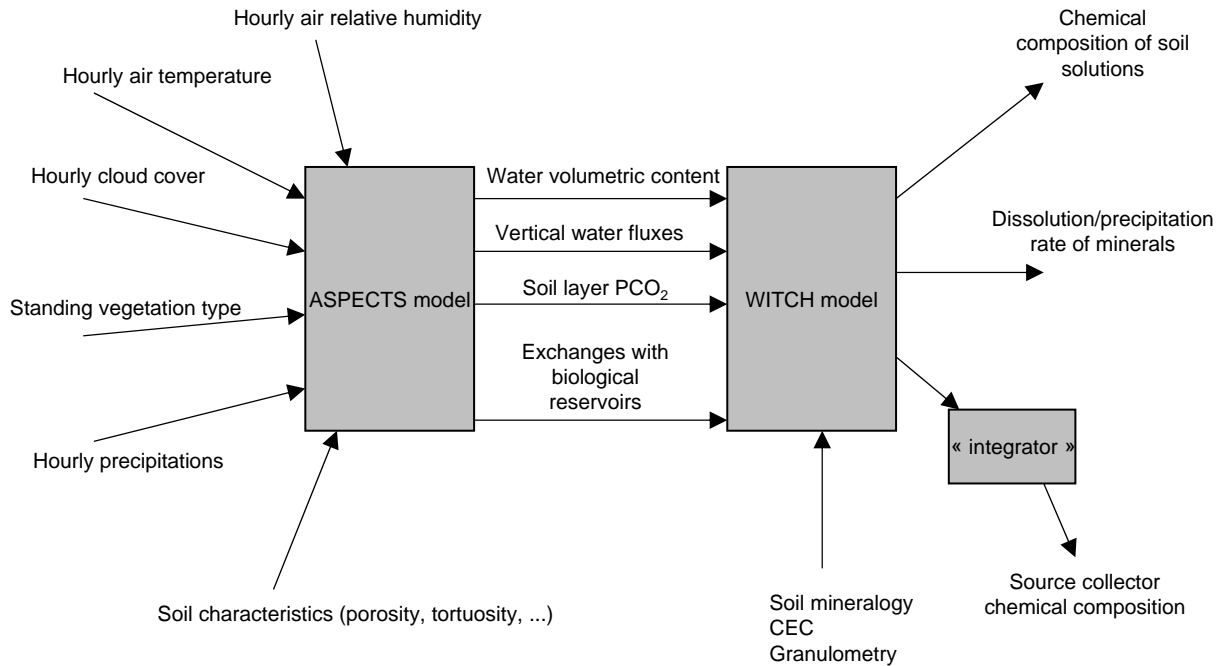 Hourly air relative humidity
Hourly air temperature
Hourly cloud cover
Standing vegetation type
Hourly precipitations
Soil characteristics (porosity, tortuosity, ...)
ASPECTS model
Water volumetric content
Vertical water fluxes
Soil layer PCO₂
Exchanges with
biological
reservoirs
WITCH model
Soil mineralogy
CEC
Granulometry
Chemical
composition of soil
solutions
Dissolution/precipitation
rate of minerals
« integrator »
Source collector
chemical composition